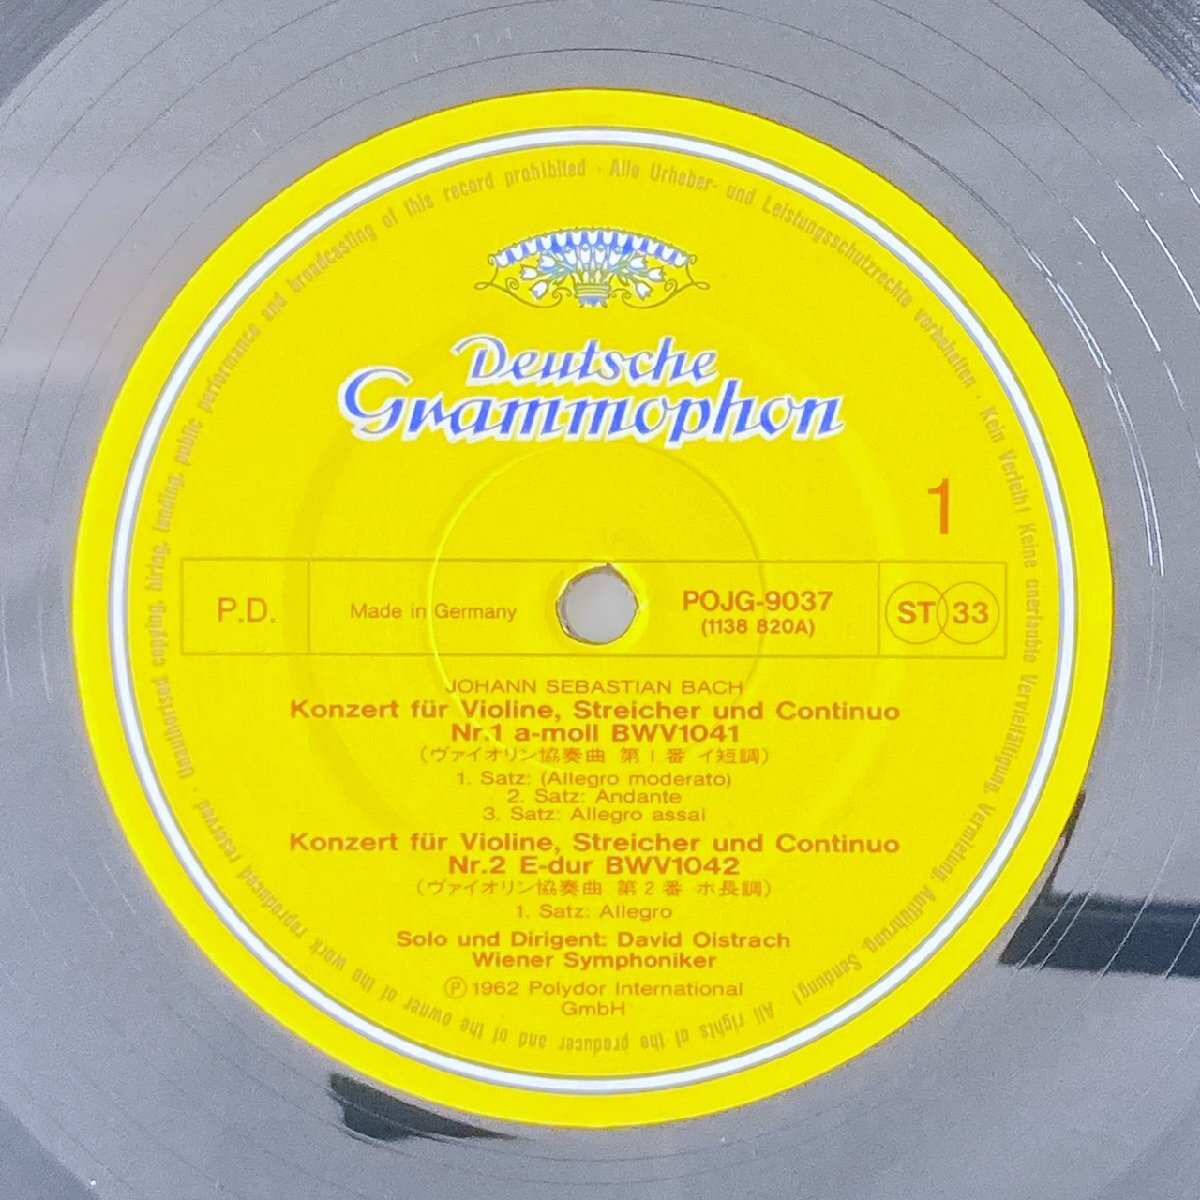 Deutsche
Grammophon
1
P.D.
Made in Germany
POJG-9037
(1138 820A)
ST 33
JOHANN SEBASTIAN BACH
Konzert für Violine, Streicher und Continuo
Nr.1 a-moll BWV1041
(ヴァイオリン協奏曲 第1番 イ短調)
1. Satz: (Allegro moderato)
2. Satz: Andante
3. Satz: Allegro assai
Konzert für Violine, Streicher und Continuo
Nr.2 E-dur BWV1042
(ヴァイオリン協奏曲 第2番 ホ長調)
1. Satz: Allegro
Solo und Dirigent: David Oistrach
Wiener Symphoniker
Ⓟ1962 Polydor International
GmbH
Alle Urheber- und Leistungsschutzrechte vorbehalten · Kein Verleih! Keine unerlaubte Vervielfältigung, Vermietung, Aufführung, Sendung! All rights of the producer and of the owner of the work reproduced reserved · Unauthorised copying, hiring, lending, public performance and broadcasting of this record prohibited ·